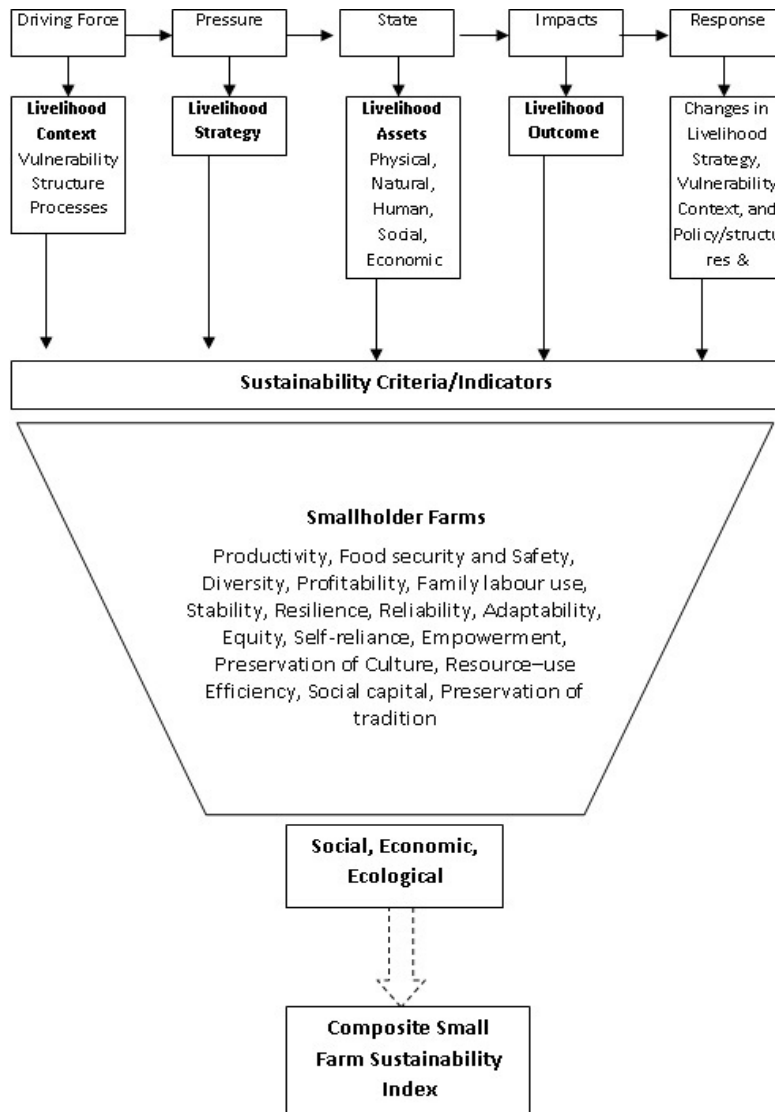 Driving Force
Pressure
State
Impacts
Response
Livelihood
Context
Vulnerability
Structure
Processes
Livelihood
Strategy
Livelihood
Assets
Physical,
Natural,
Human,
Social,
Economic
Livelihood
Outcome
Changes in
Livelihood
Strategy,
Vulnerability
Context, and
Policy/structu
res &
Sustainability Criteria/Indicators
Smallholder Farms
Productivity, Food security and Safety,
Diversity, Profitability, Family labour use,
Stability, Resilience, Reliability, Adaptability,
Equity, Self-reliance, Empowerment,
Preservation of Culture, Resource–use
Efficiency, Social capital, Preservation of
tradition
Social, Economic,
Ecological
Composite Small
Farm Sustainability
Index